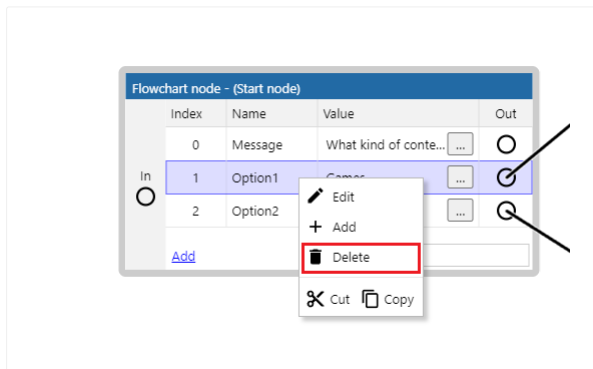 Flowchart node - (Start node)
Index Name Value Out
0 Message What kind of conte... ...
In
1 Option1 Games ...
2 Option2 ...
Add
Edit
Add
Delete
Cut Copy